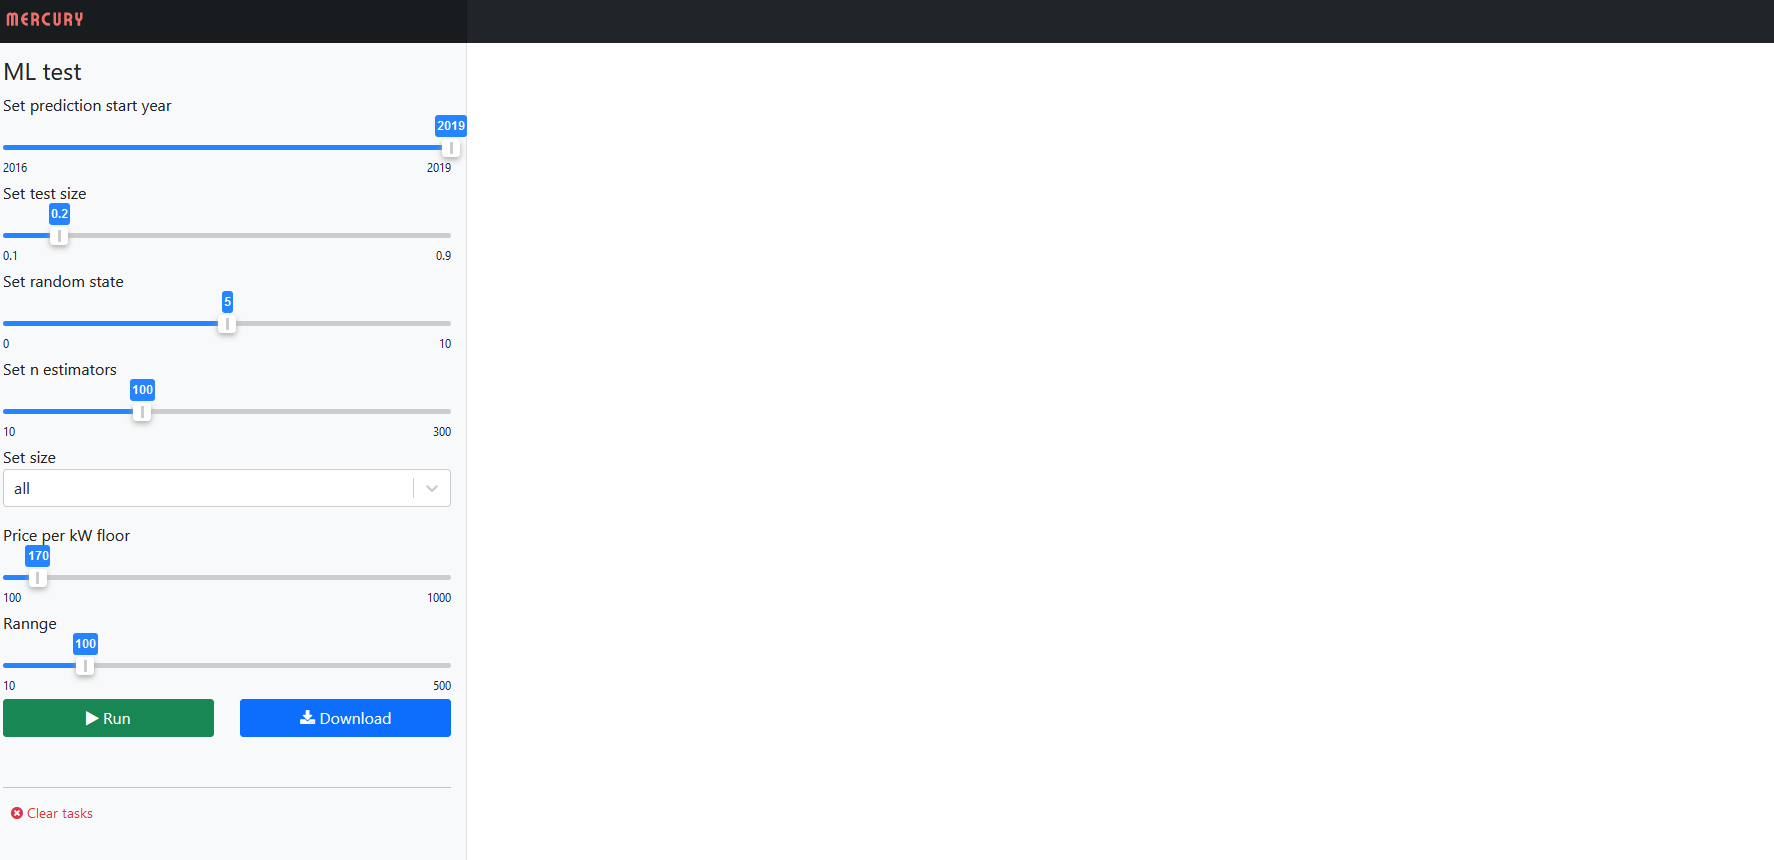 MERCURY
ML test
Set prediction start year
2019
2016 2019
Set test size
0.2
0.1 0.9
Set random state
5
0 10
Set n estimators
100
10 300
Set size
all
Price per kW floor
170
100 1000
Rannge
100
10 500
Run Download
Clear tasks